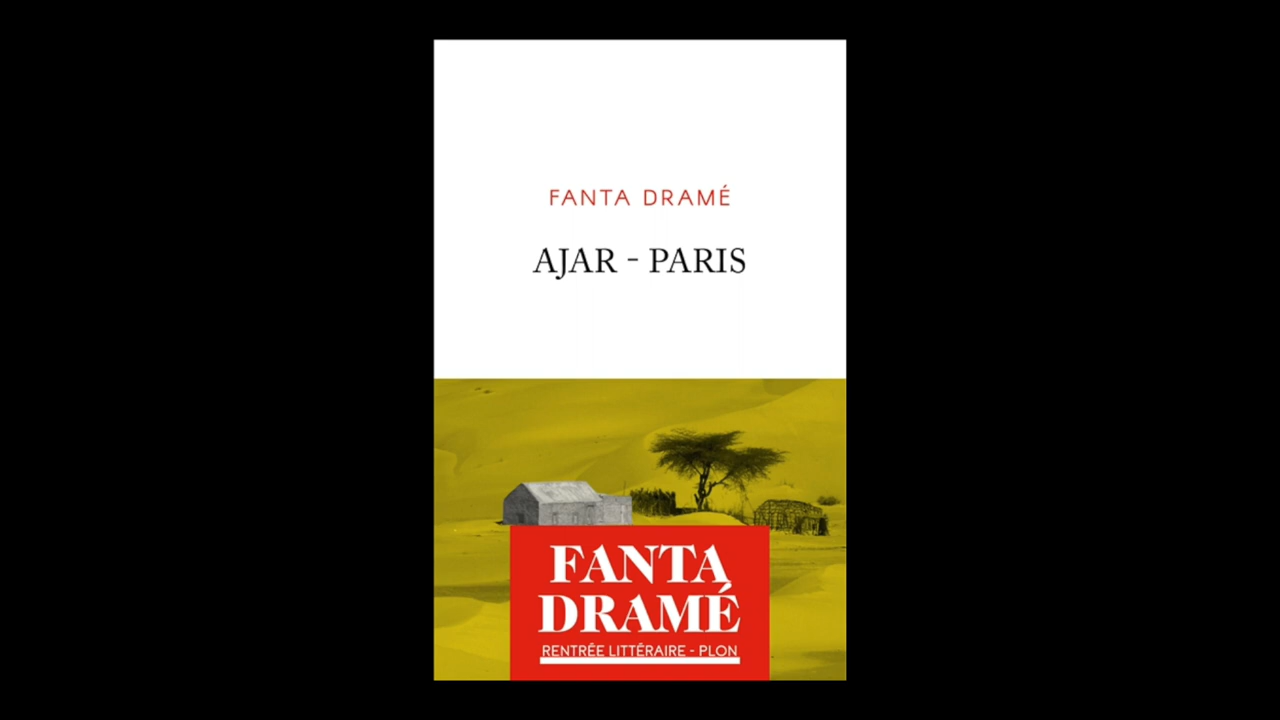 FANTA DRAMÉ
AJAR - PARIS
FANTA
DRAMÉ
RENTRÉE LITTÉRAIRE - PLON